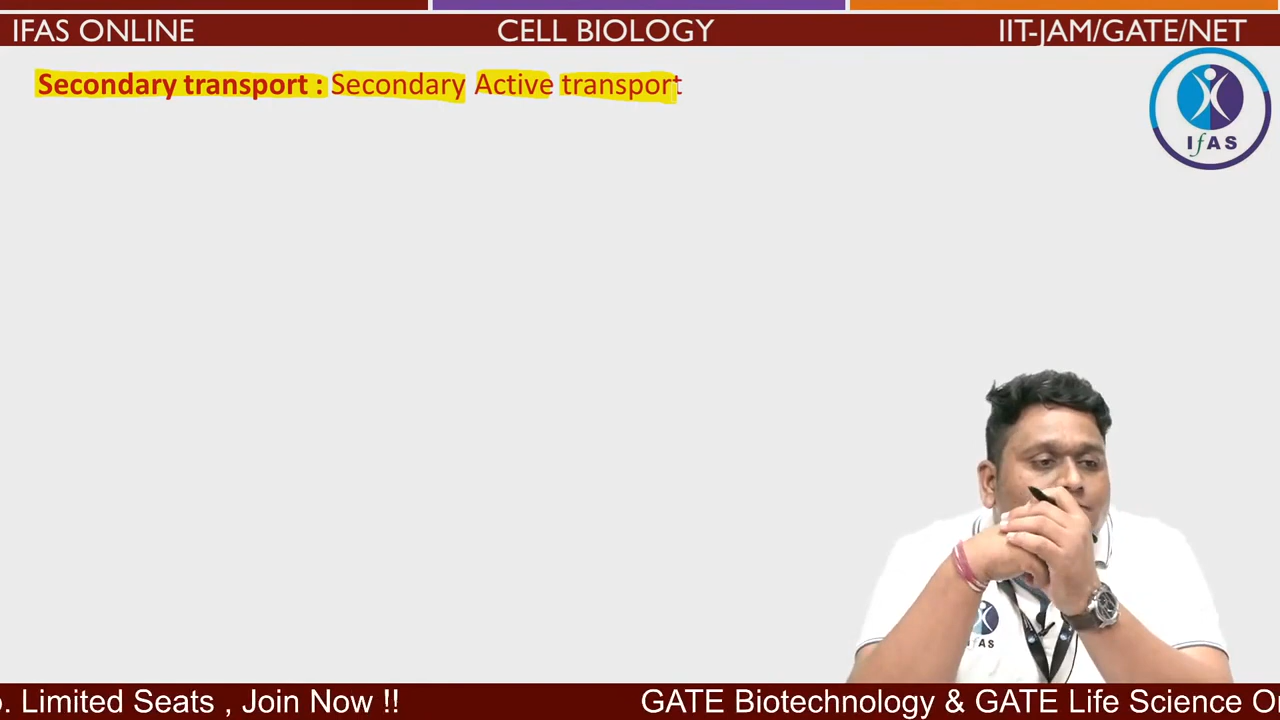 IFAS ONLINE CELL BIOLOGY IIT-JAM/GATE/NET
Secondary transport : Secondary Active transport
IfAS
IfAS
. Limited Seats , Join Now !! GATE Biotechnology & GATE Life Science